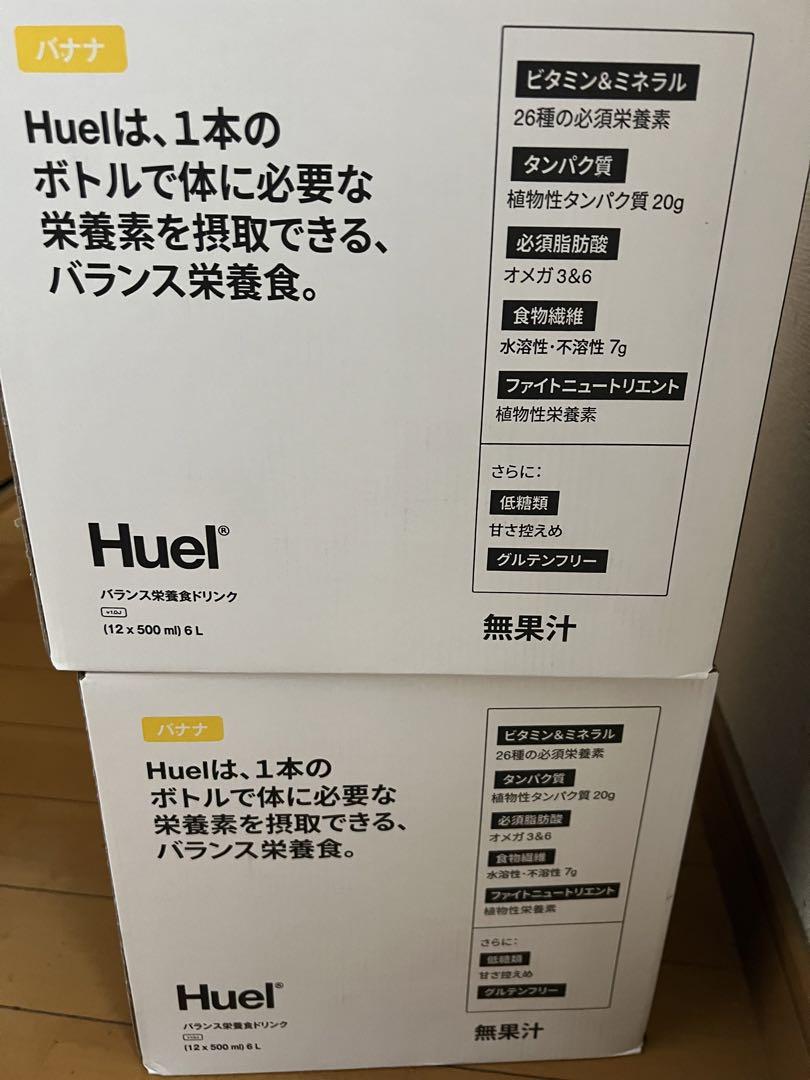 バナナ
Huelは、1本の
ボトルで体に必要な
栄養素を摂取できる、
バランス栄養食。
ビタミン&ミネラル
26種の必須栄養素
タンパク質
植物性タンパク質 20g
必須脂肪酸
オメガ 3&6
食物繊維
水溶性・不溶性 7g
ファイトニュートリエント
植物性栄養素
さらに：
低糖類
甘さ控えめ
グルテンフリー
Huel®
バランス栄養食ドリンク
v1.0J
(12 x 500 ml) 6 L
無果汁
バナナ
Huelは、1本の
ボトルで体に必要な
栄養素を摂取できる、
バランス栄養食。
ビタミン&ミネラル
26種の必須栄養素
タンパク質
植物性タンパク質 20g
必須脂肪酸
オメガ 3&6
食物繊維
水溶性・不溶性 7g
ファイトニュートリエント
植物性栄養素
さらに：
低糖類
甘さ控えめ
グルテンフリー
Huel®
バランス栄養食ドリンク
(12 x 500 ml) 6 L
無果汁